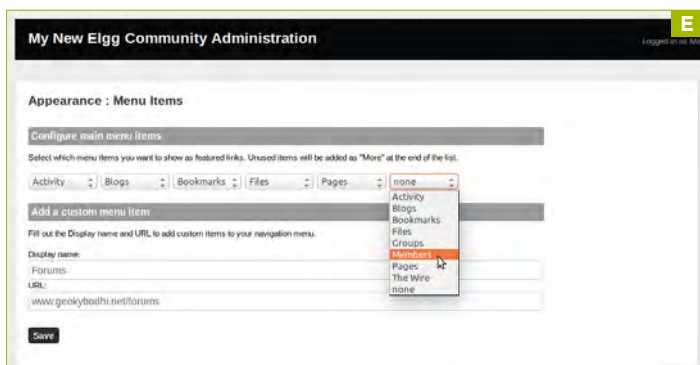 E
My New Elgg Community Administration
Logged in as Ma
Appearance : Menu Items
Configure main menu items
Select which menu items you want to show as featured links. Unused items will be added as "More" at the end of the list.
Activity Blogs Bookmarks Files Pages none
Activity
Blogs
Bookmarks
Files
Groups
Members
Pages
The Wire
none
Add a custom menu item
Fill out the Display name and URL to add custom items to your navigation menu.
Display name:
Forums
URL:
www.geekybodhi.net/forums
Save